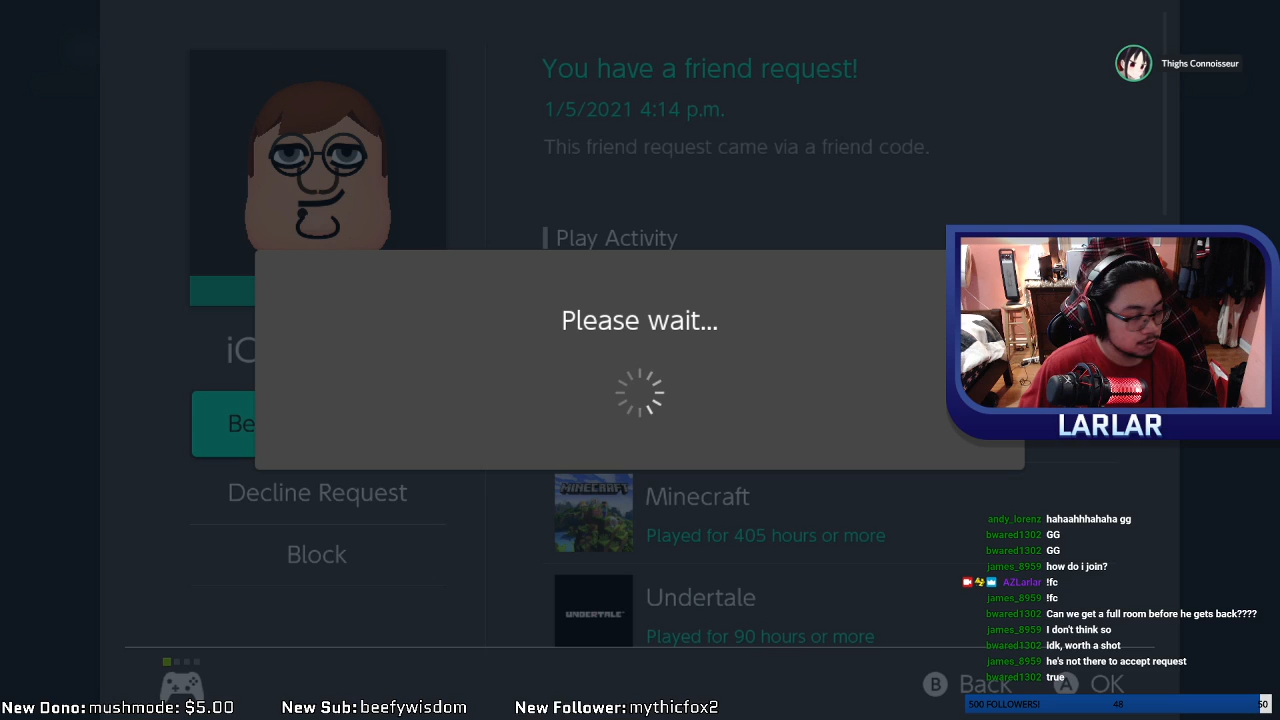 You have a friend request!
1/5/2021 4:14 p.m.
This friend request came via a friend code.
Thighs Connoisseur
Play Activity
Please wait...
iC
Be
Decline Request
Block
MINECRAFT
Minecraft
Played for 405 hours or more
UNDERTALE
Undertale
Played for 90 hours or more
LARLAR
andy_lorenz hahaahhhahaha gg
bwared1302 GG
bwared1302 GG
james_8959 how do i join?
AZLarlar !fc
james_8959 !fc
bwared1302 Can we get a full room before he gets back????
james_8959 I don't think so
bwared1302 Idk, worth a shot
james_8959 he's not there to accept request
bwared1302 true
B Back A OK
500 FOLLOWERS! 48 50
New Dono: mushmode: $5.00 New Sub: beefywisdom New Follower: mythicfox2